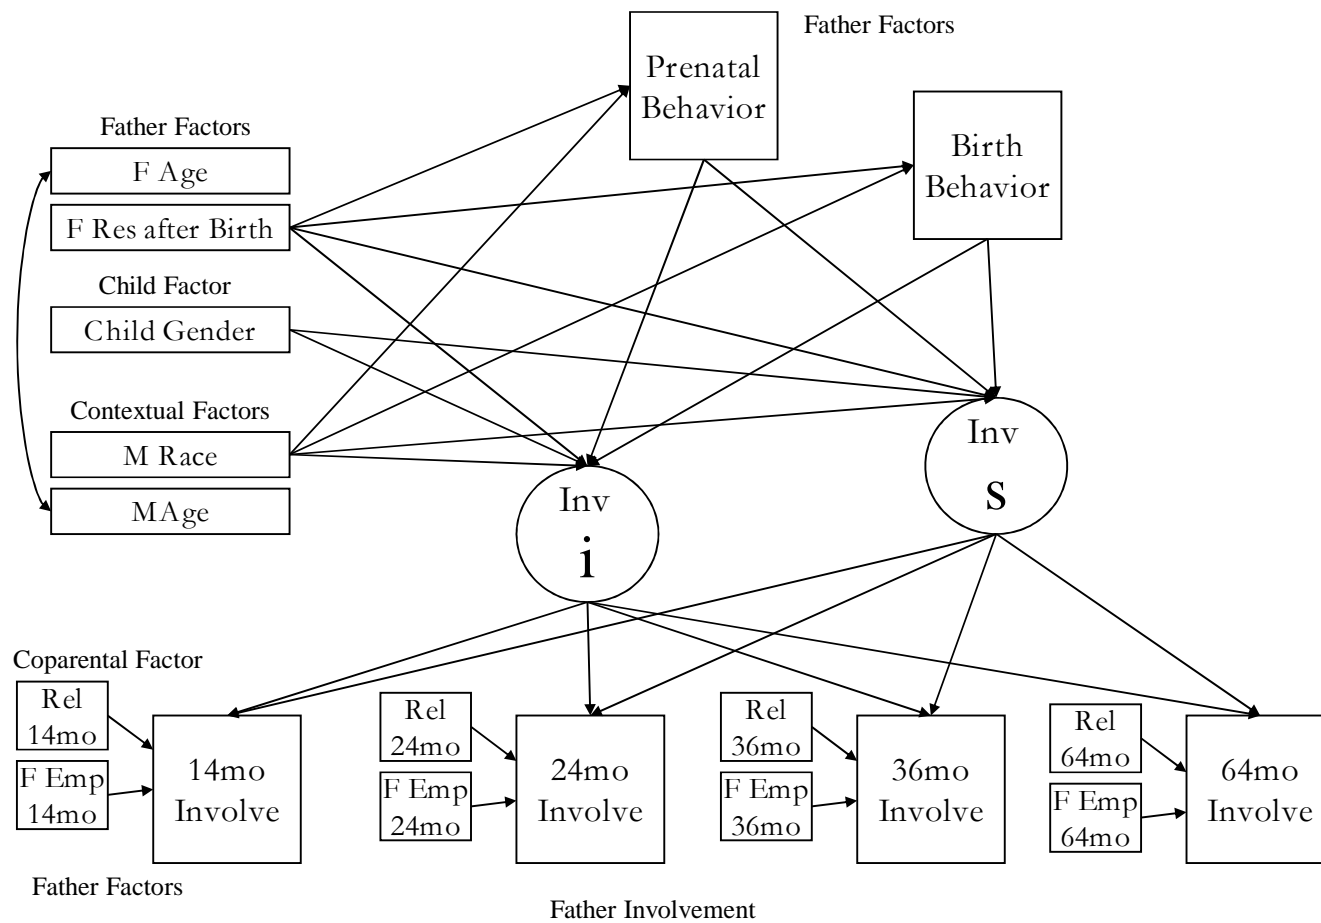 Father Factors
Prenatal
Behavior
Birth
Behavior
Father Factors
F Age
F Res after Birth
Child Factor
Child Gender
Contextual Factors
M Race
MAge
Inv
i
Inv
s
Coparental Factor
Rel
14mo
F Emp
14mo
14mo
Involve
Rel
24mo
F Emp
24mo
24mo
Involve
Rel
36mo
F Emp
36mo
36mo
Involve
Rel
64mo
F Emp
64mo
64mo
Involve
Father Factors
Father Involvement